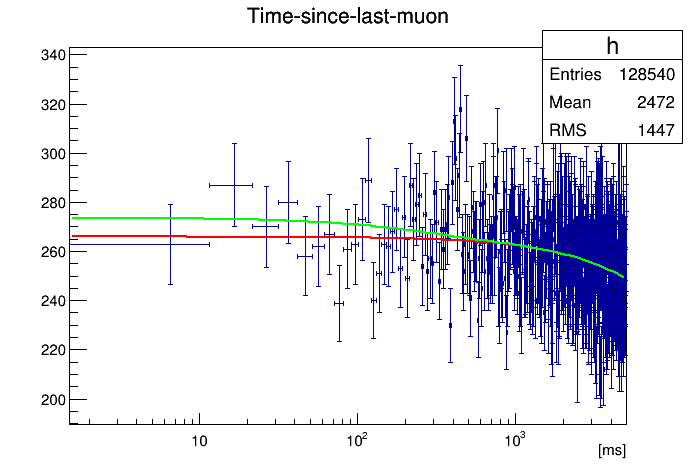 Time-since-last-muon
h
Entries 128540
Mean 2472
RMS 1447
340
320
300
280
260
240
220
200
10
10²
10³
[ms]